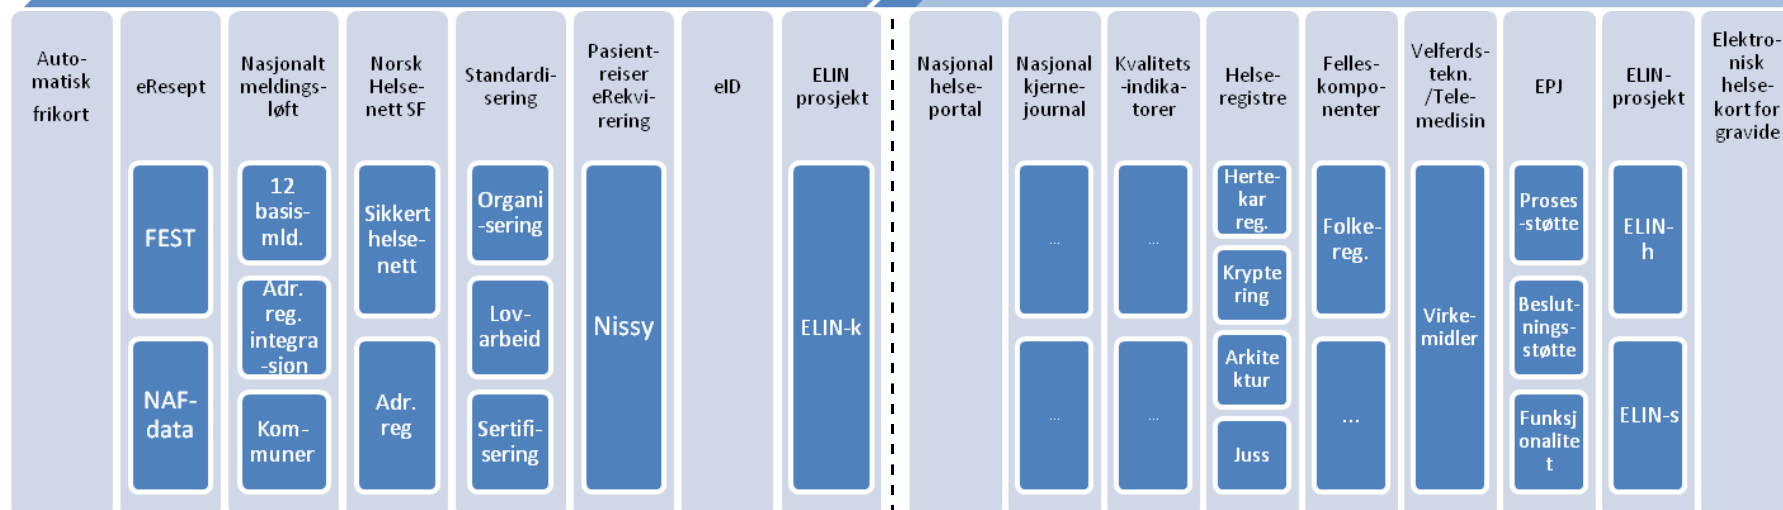 Auto-
matisk
frikort
eResept
FEST
NAF-
data
Nasjonalt
meldings-
løft
12
basis-
mld.
Adr.
reg.
integra
-sjon
Kom-
muner
Norsk
Helse-
nett SF
Sikkert
helse-
nett
Adr.
reg
Standardi-
sering
Organi
-sering
Lov-
arbeid
Sertifi-
sering
Pasient-
reiser
eRekvi-
rering
Nissy
eID
ELIN
prosjekt
ELIN-k
Nasjonal
helse-
portal
Nasjonal
kjerne-
journal
...
...
Kvalitets
-indika-
torer
...
...
Helse-
registre
Herte-
kar
reg.
Krypte
ring
Arkite
ktur
Juss
Felles-
kompo-
nenter
Folke-
reg.
...
Velferds-
tekn.
/Tele-
medisin
Virke-
midler
EPJ
Proses
-støtte
Beslut-
nings-
støtte
Funksj
onalite
t
ELIN-
prosjekt
ELIN-
h
ELIN-s
Elektro-
nisk
helse-
kort for
gravide